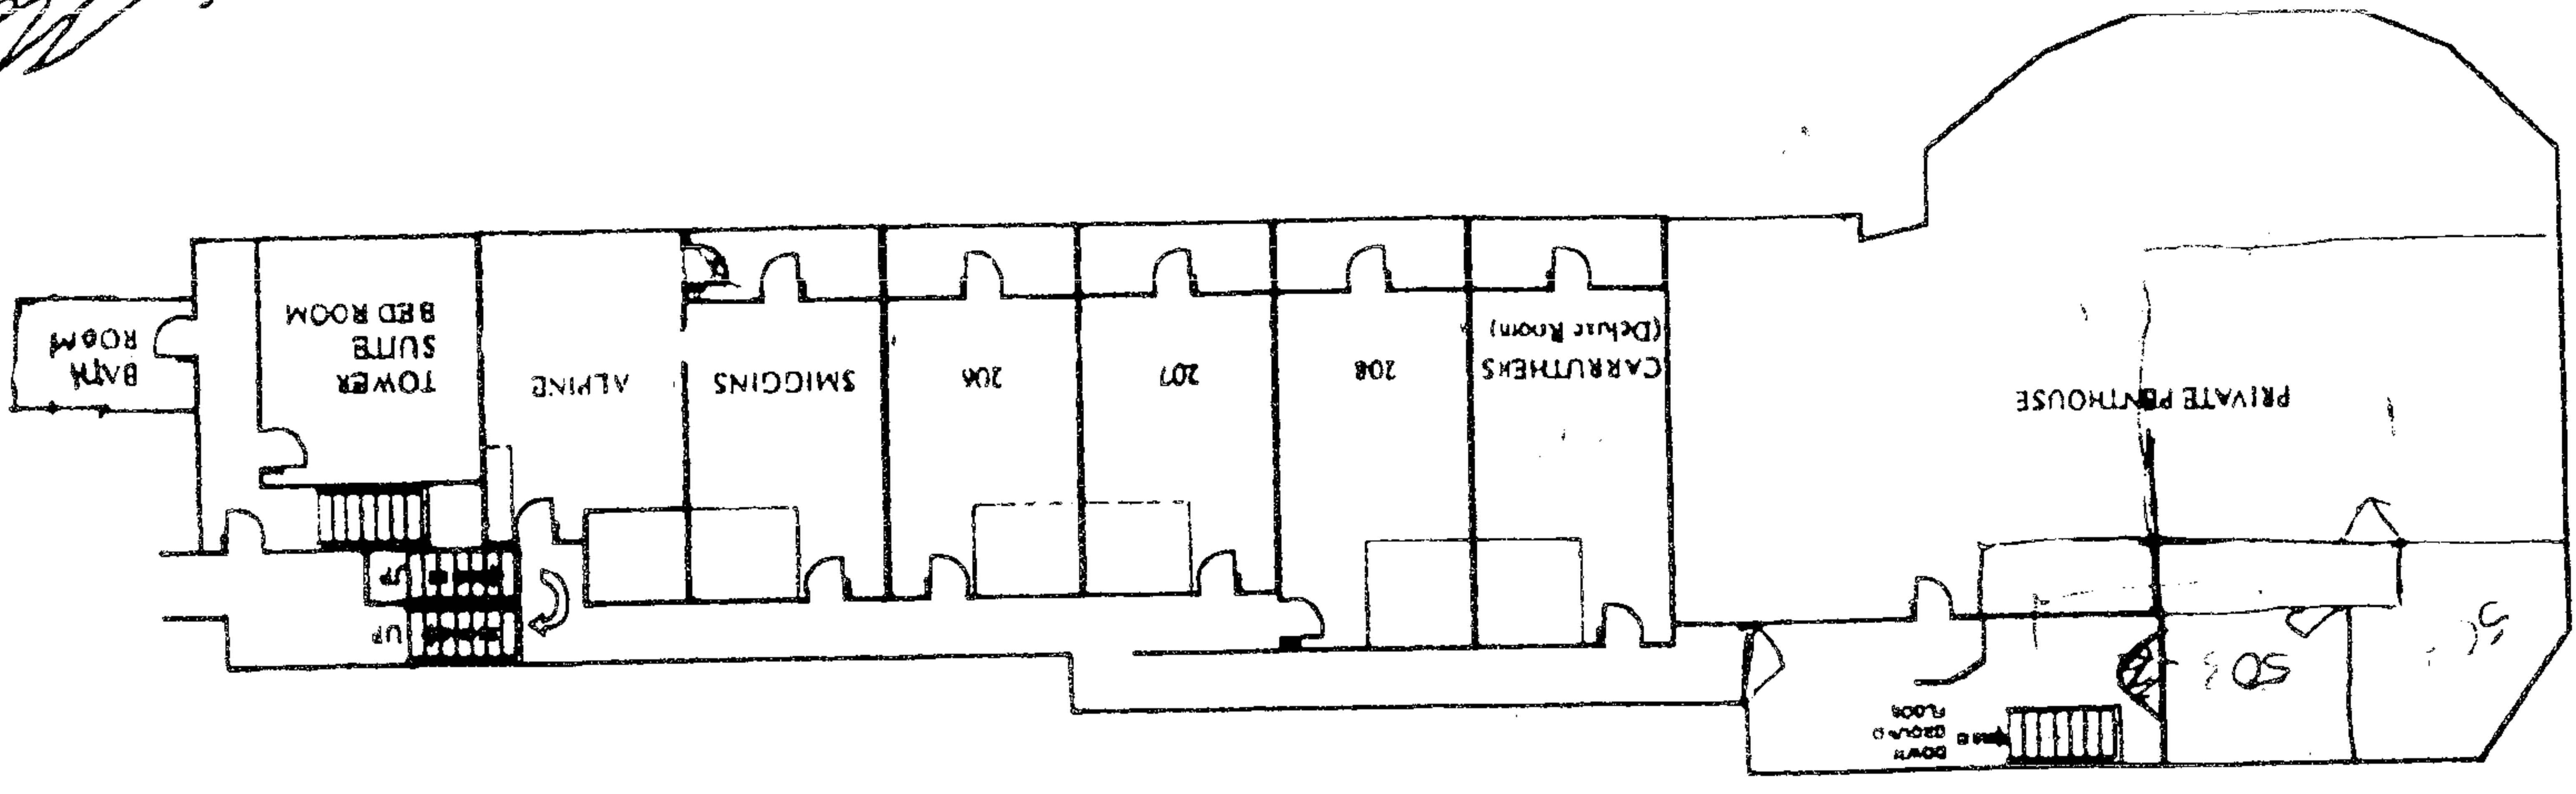 DOWN
GROUND
FLOOR
PRIVATE PENTHOUSE
CARRUTHERS
(Deluxe Room)
208
207
206
SMIGGINS
ALPINE
UP
UP
TOWER
SUITE
BED ROOM
BATH
ROOM